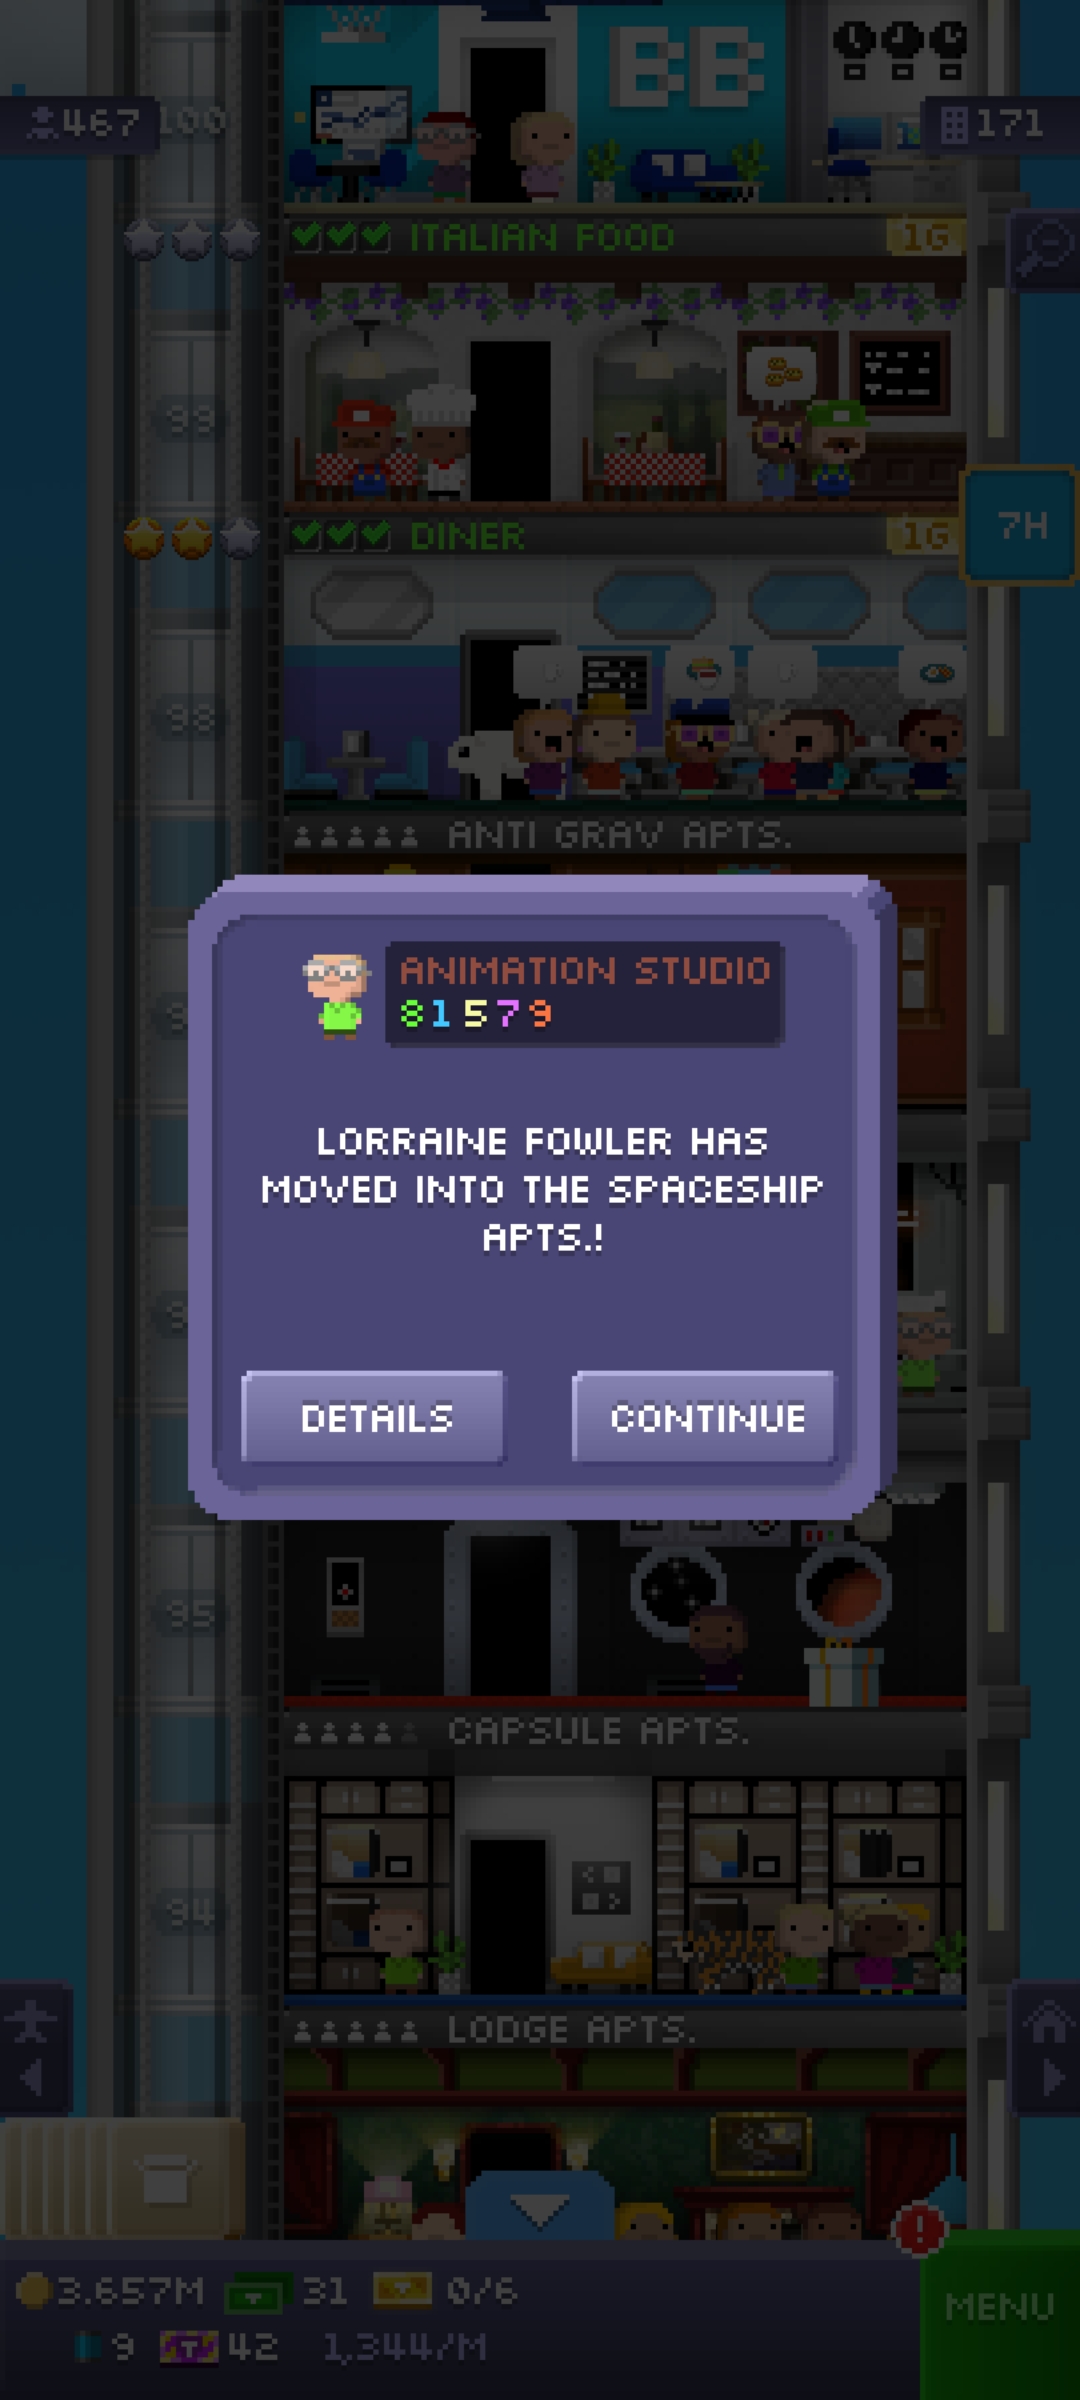 BB
467
100
171
ITALIAN FOOD
1G
99
7H
DINER
1G
98
ANTI GRAV APTS.
ANIMATION STUDIO
81579
LORRAINE FOWLER HAS
MOVED INTO THE SPACESHIP
APTS.!
DETAILS
CONTINUE
95
CAPSULE APTS.
94
LODGE APTS.
3.657M
31
0/6
MENU
9
42
1,344/M